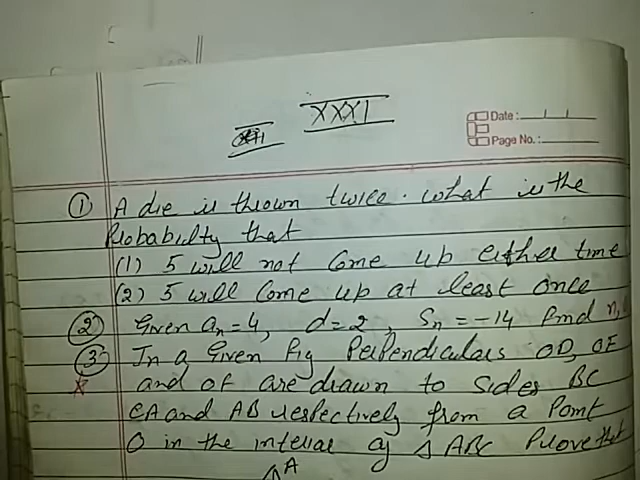 XXXI
Date :
Page No. :
① A die is thrown twice. what is the
Probability that
(1) 5 will not Come up either time
(2) 5 will Come up at least once
② Given an = 4, d = 2, Sn = -14 find n,
③ In a given fig Perpendiculars OD, OE
and OF are drawn to sides BC
CA and AB respectively from a Point
O in the interal of △ ABC Prove that
A